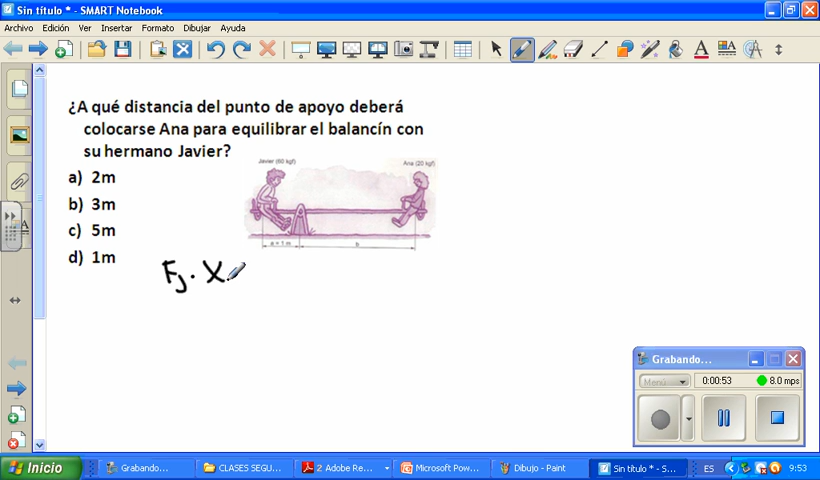 Sin título * - SMART Notebook
Archivo Edición Ver Insertar Formato Dibujar Ayuda
¿A qué distancia del punto de apoyo deberá
colocarse Ana para equilibrar el balancín con
su hermano Javier?
Javier (60 kgf)
Ana (20 kgf)
a) 2m
b) 3m
c) 5m
d) 1m
a = 1 m
b
FJ · X
Grabando...
0:00:53 8.0 mps
Menú
Inicio
Grabando...
CLASES SEGU...
2 Adobe Re...
Microsoft Pow...
Dibujo - Paint
Sin título * - S...
ES
9:53